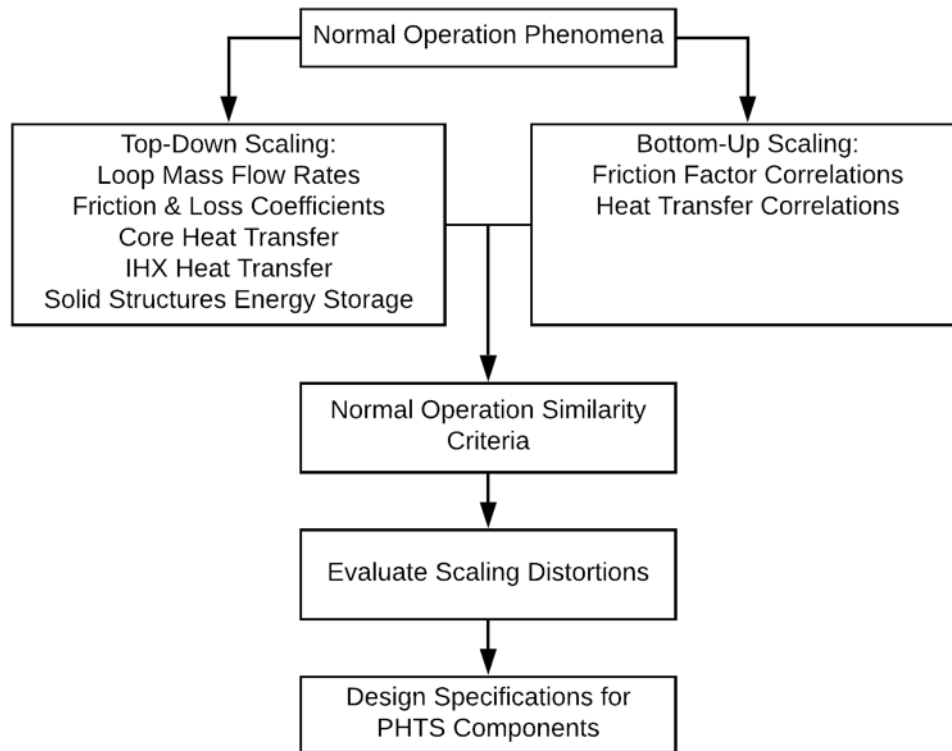 Normal Operation Phenomena
Top-Down Scaling:
Loop Mass Flow Rates
Friction & Loss Coefficients
Core Heat Transfer
IHX Heat Transfer
Solid Structures Energy Storage
Bottom-Up Scaling:
Friction Factor Correlations
Heat Transfer Correlations
Normal Operation Similarity
Criteria
Evaluate Scaling Distortions
Design Specifications for
PHTS Components